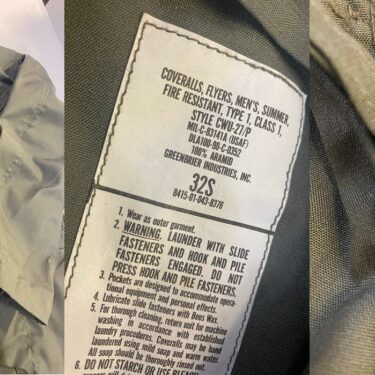 COVERALLS, FLYERS, MEN'S, SUMMER,
FIRE RESISTANT, TYPE 1, CLASS 1,
STYLE CWU-27/P
MIL-C-83141A (USAF)
DLA100-90-C-0352
100% ARAMID
GREENBRIER INDUSTRIES, INC.
32S
8415-01-043-8376
1. Wear as outer garment.
2. WARNING. LAUNDER WITH SLIDE
FASTENERS AND HOOK AND PILE
FASTENERS ENGAGED. DO NOT
PRESS HOOK AND PILE FASTENERS.
3. Pockets are designed to accommodate opera-
tional equipment and personal effects.
4. Lubricate slide fasteners with Bees Wax.
5. For thorough cleaning, return unit for machine
washing in accordance with established
laundry procedures. Coveralls may be hand
laundered using mild soap and warm water
All soap should be thoroughly rinsed out.
6. DO NOT STARCH OR USE BLEACH